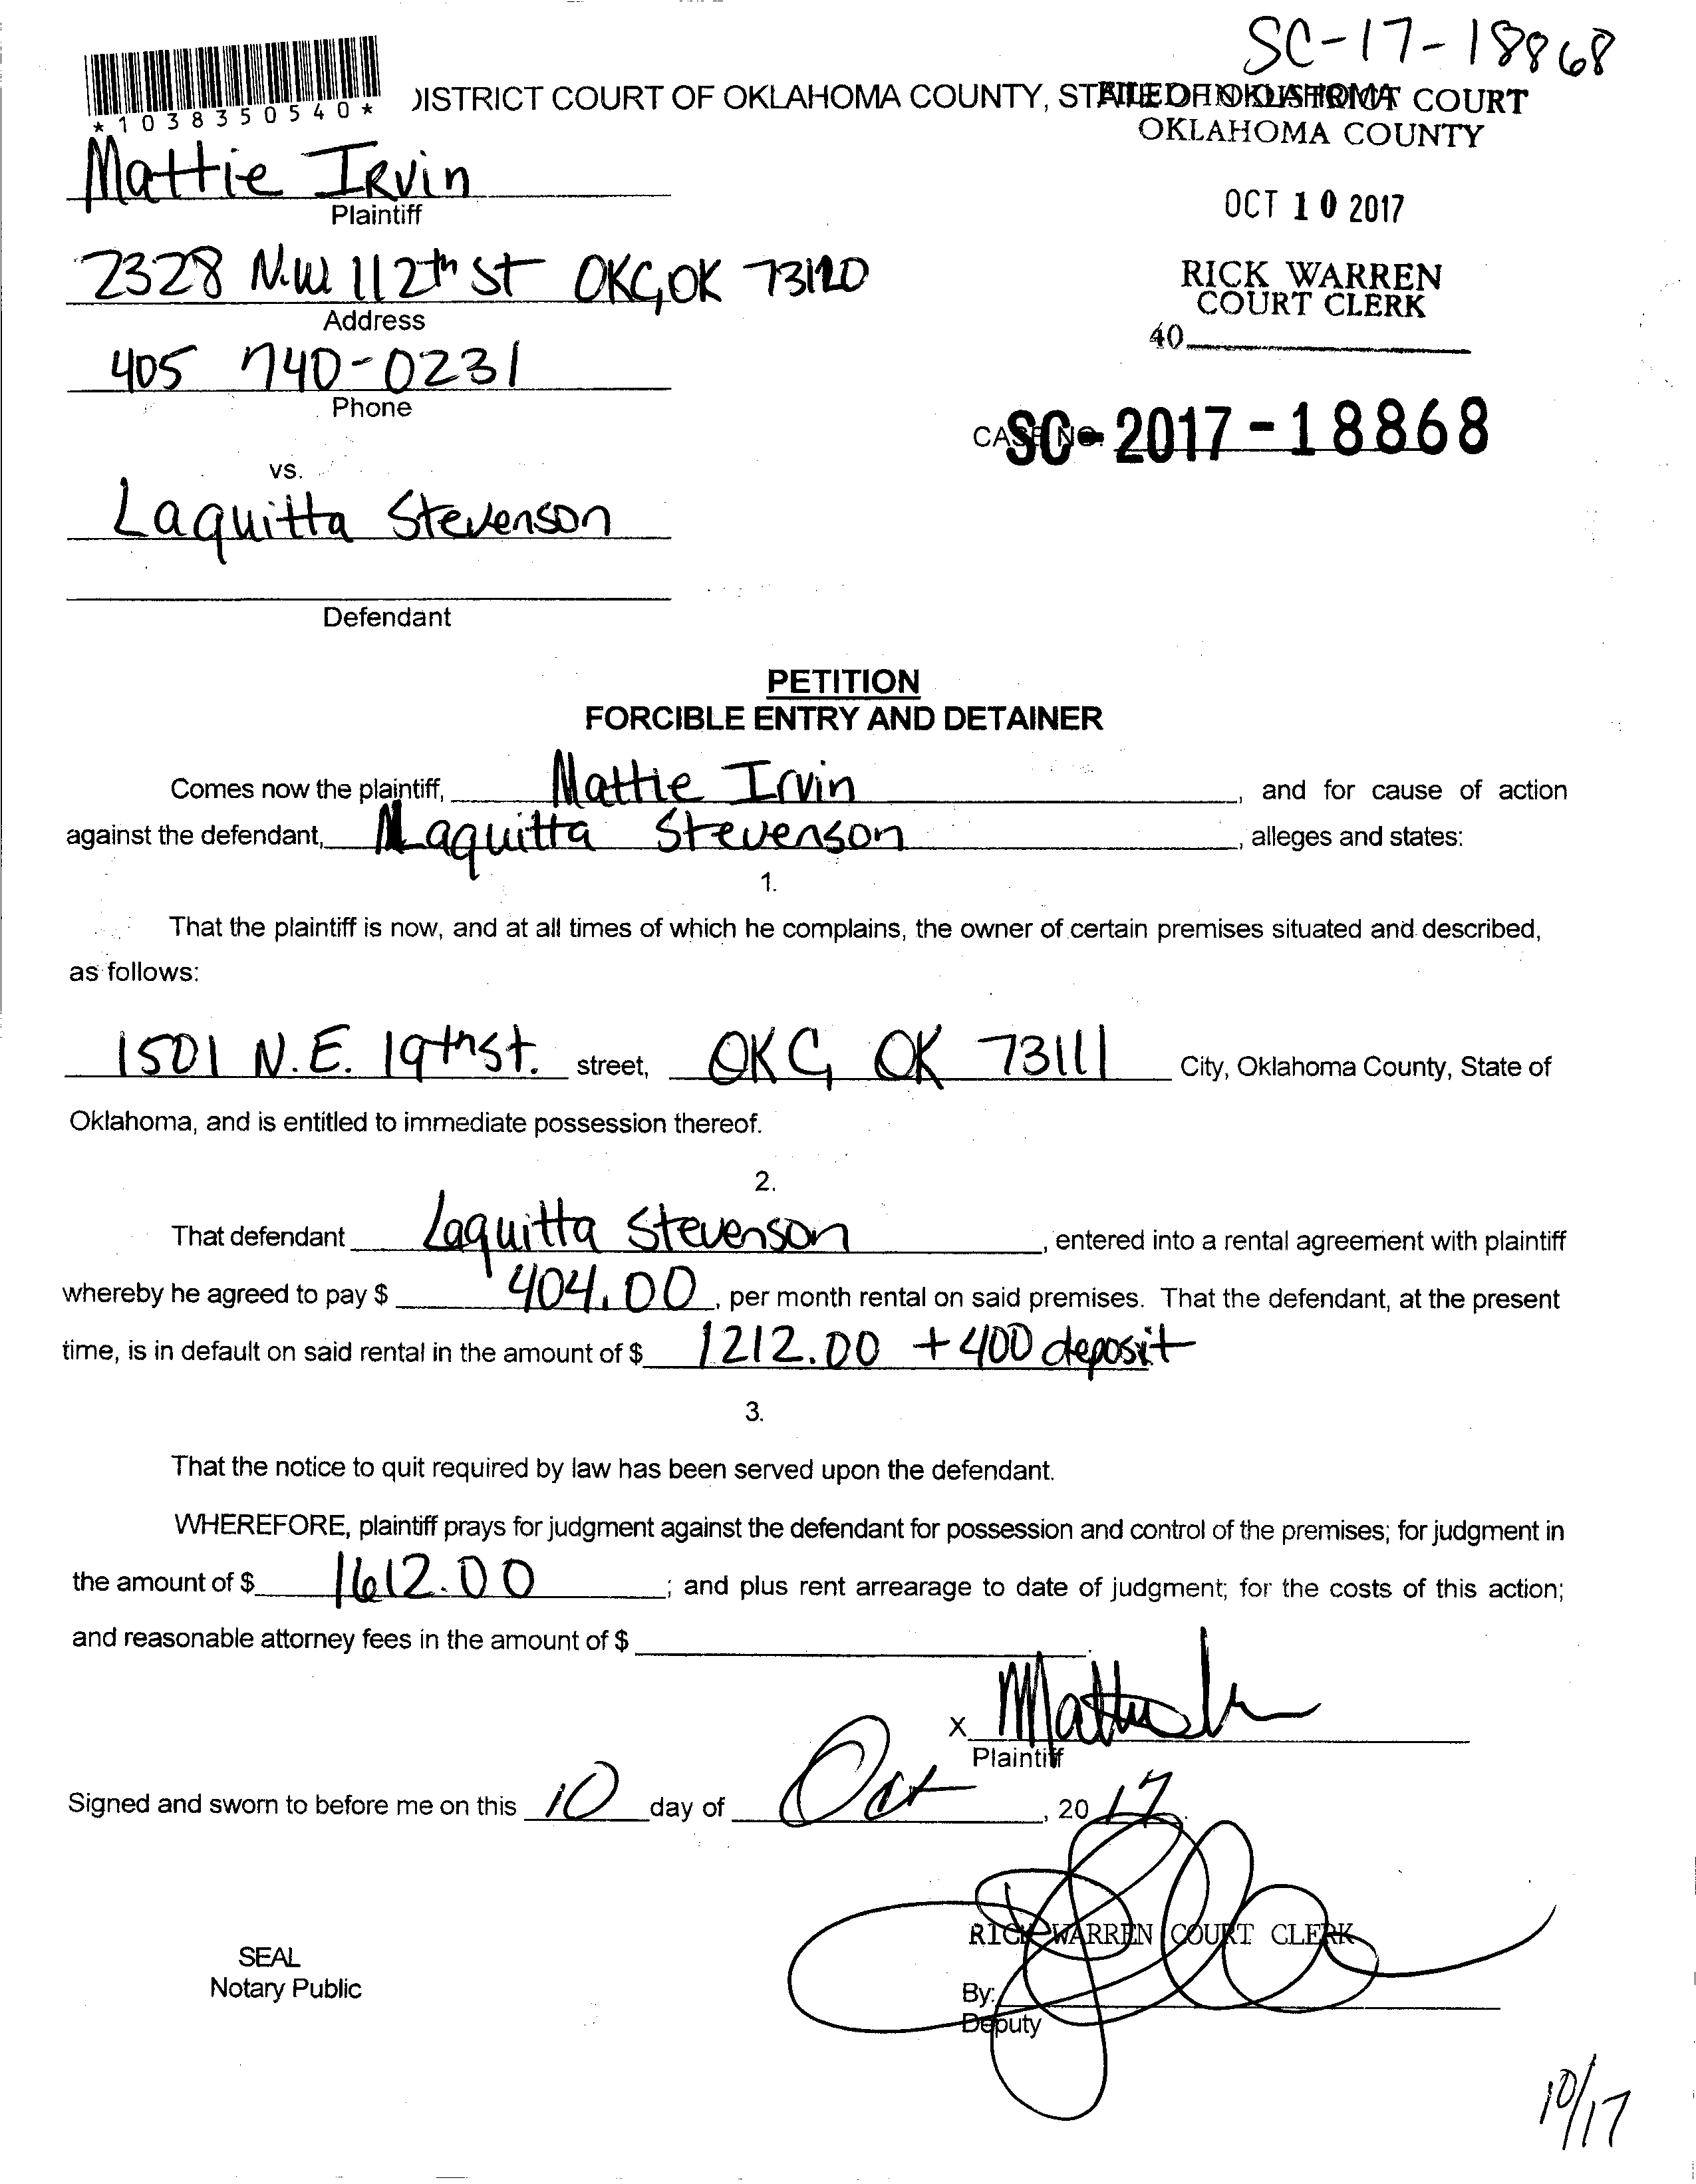 SC-17-18868
*1038350540*
DISTRICT COURT OF OKLAHOMA COUNTY, STATE OF OKLAHOMA
FILED IN DISTRICT COURT
OKLAHOMA COUNTY
Mattie Irvin
Plaintiff
OCT 10 2017
2328 N.W 112th St OKC, OK 73120
Address
RICK WARREN
COURT CLERK
40
405 740-0231
Phone
CASE NO. SC-2017-18868
vs.
Laquitta Stevenson
Defendant
PETITION
FORCIBLE ENTRY AND DETAINER
Comes now the plaintiff, Mattie Irvin, and for cause of action
against the defendant, Laquitta Stevenson, alleges and states:
1.
That the plaintiff is now, and at all times of which he complains, the owner of certain premises situated and described,
as follows:
1501 N.E. 19th St. street, OKC, OK 73111 City, Oklahoma County, State of
Oklahoma, and is entitled to immediate possession thereof.
2.
That defendant Laquitta Stevenson, entered into a rental agreement with plaintiff
whereby he agreed to pay $ 404.00, per month rental on said premises. That the defendant, at the present
time, is in default on said rental in the amount of $ 1212.00 + 400 deposit
3.
That the notice to quit required by law has been served upon the defendant.
WHEREFORE, plaintiff prays for judgment against the defendant for possession and control of the premises; for judgment in
the amount of $ 1612.00; and plus rent arrearage to date of judgment; for the costs of this action;
and reasonable attorney fees in the amount of $
X
Plaintiff
Signed and sworn to before me on this 10 day of Oct, 2017.
RICK WARREN COURT CLERK
SEAL
Notary Public
By:
Deputy
10/17